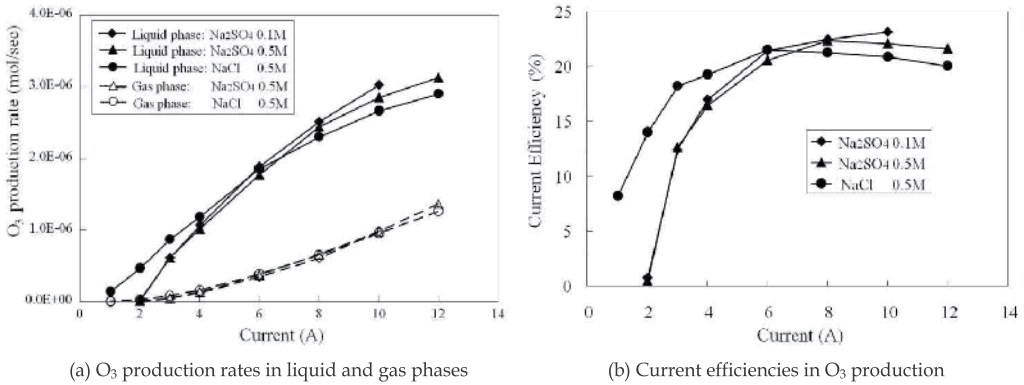 4.0E-06
3.0E-06
2.0E-06
1.0E-06
0.0E+00
O₃ production rate (mol/sec)
Liquid phase: Na₂SO₄ 0.1M
Liquid phase: Na₂SO₄ 0.5M
Liquid phase: NaCl 0.5M
Gas phase: Na₂SO₄ 0.5M
Gas phase: NaCl 0.5M
0 2 4 6 8 10 12 14
Current (A)
(a) O₃ production rates in liquid and gas phases
25
20
15
10
5
0
Current Efficiency (%)
Na₂SO₄ 0.1M
Na₂SO₄ 0.5M
NaCl 0.5M
0 2 4 6 8 10 12 14
Current (A)
(b) Current efficiencies in O₃ production